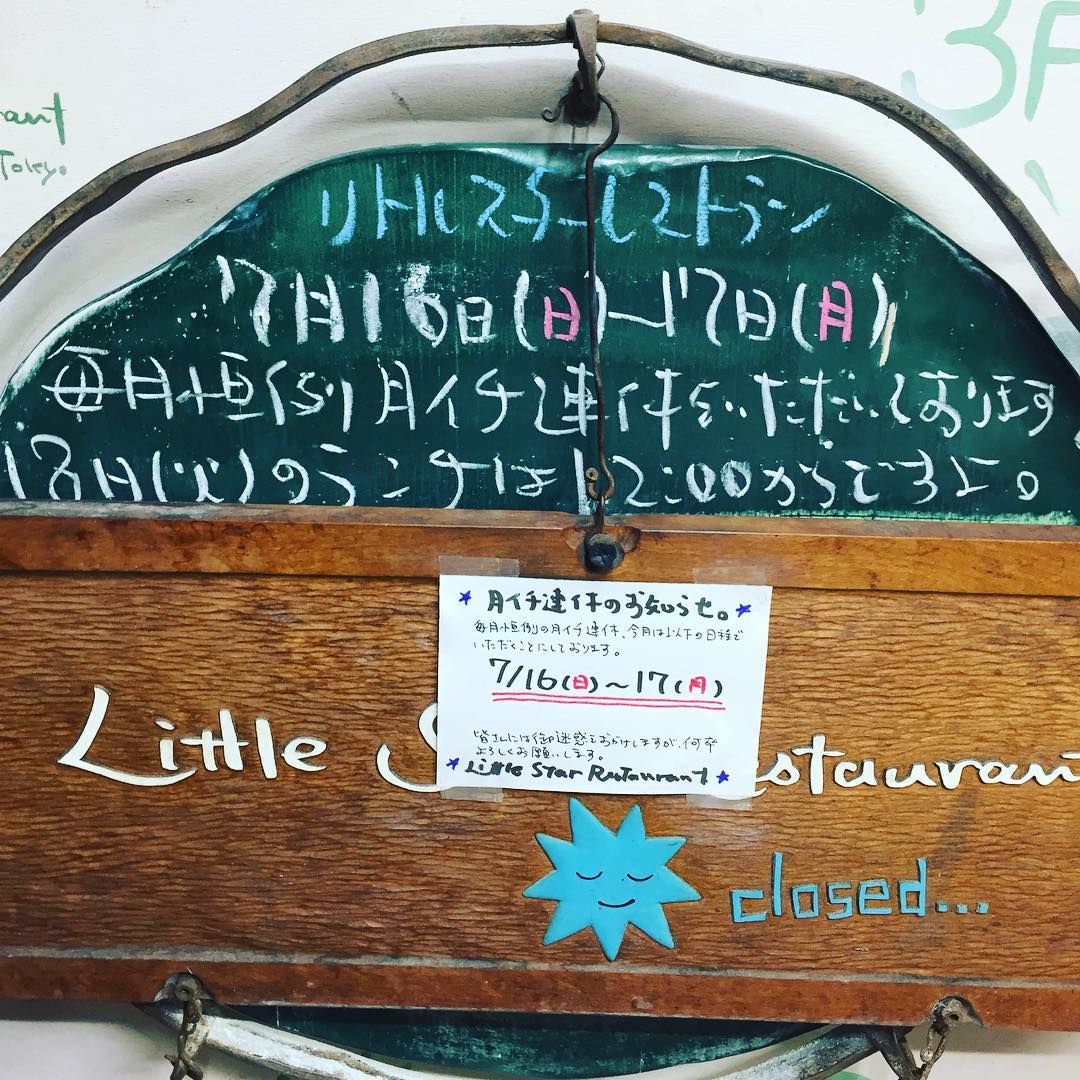 3F
rant
Tokyo.
リトルスターレストラン
7月16日(日)〜17日(月)
毎月恒例月イチ連休をいただいております
18日(火)のランチは12:00からですよ。
月イチ連休のお知らせ。
毎月恒例の月イチ連休、今月は以下の日程で
いただくことにしております。
7/16(日)〜17(月)
皆さんには御迷惑をおかけしますが、何卒
よろしくお願いします。
Little Star Restaurant
Little S estaurant
closed...